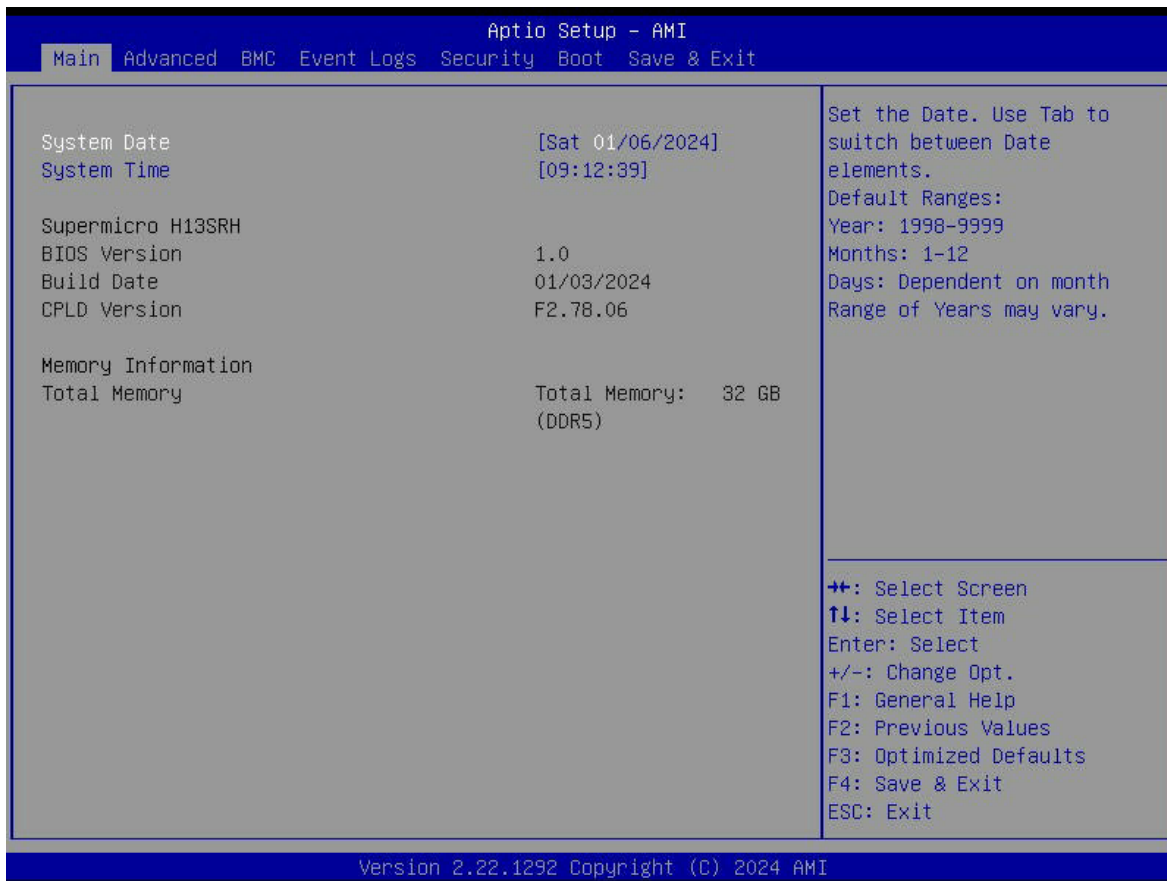 Aptio Setup – AMI
Main Advanced BMC Event Logs Security Boot Save & Exit
System Date [Sat 01/06/2024]
System Time [09:12:39]
Supermicro H13SRH
BIOS Version 1.0
Build Date 01/03/2024
CPLD Version F2.78.06
Memory Information
Total Memory Total Memory: 32 GB
(DDR5)
Set the Date. Use Tab to
switch between Date
elements.
Default Ranges:
Year: 1998-9999
Months: 1-12
Days: Dependent on month
Range of Years may vary.
→←: Select Screen
↑↓: Select Item
Enter: Select
+/-: Change Opt.
F1: General Help
F2: Previous Values
F3: Optimized Defaults
F4: Save & Exit
ESC: Exit
Version 2.22.1292 Copyright (C) 2024 AMI